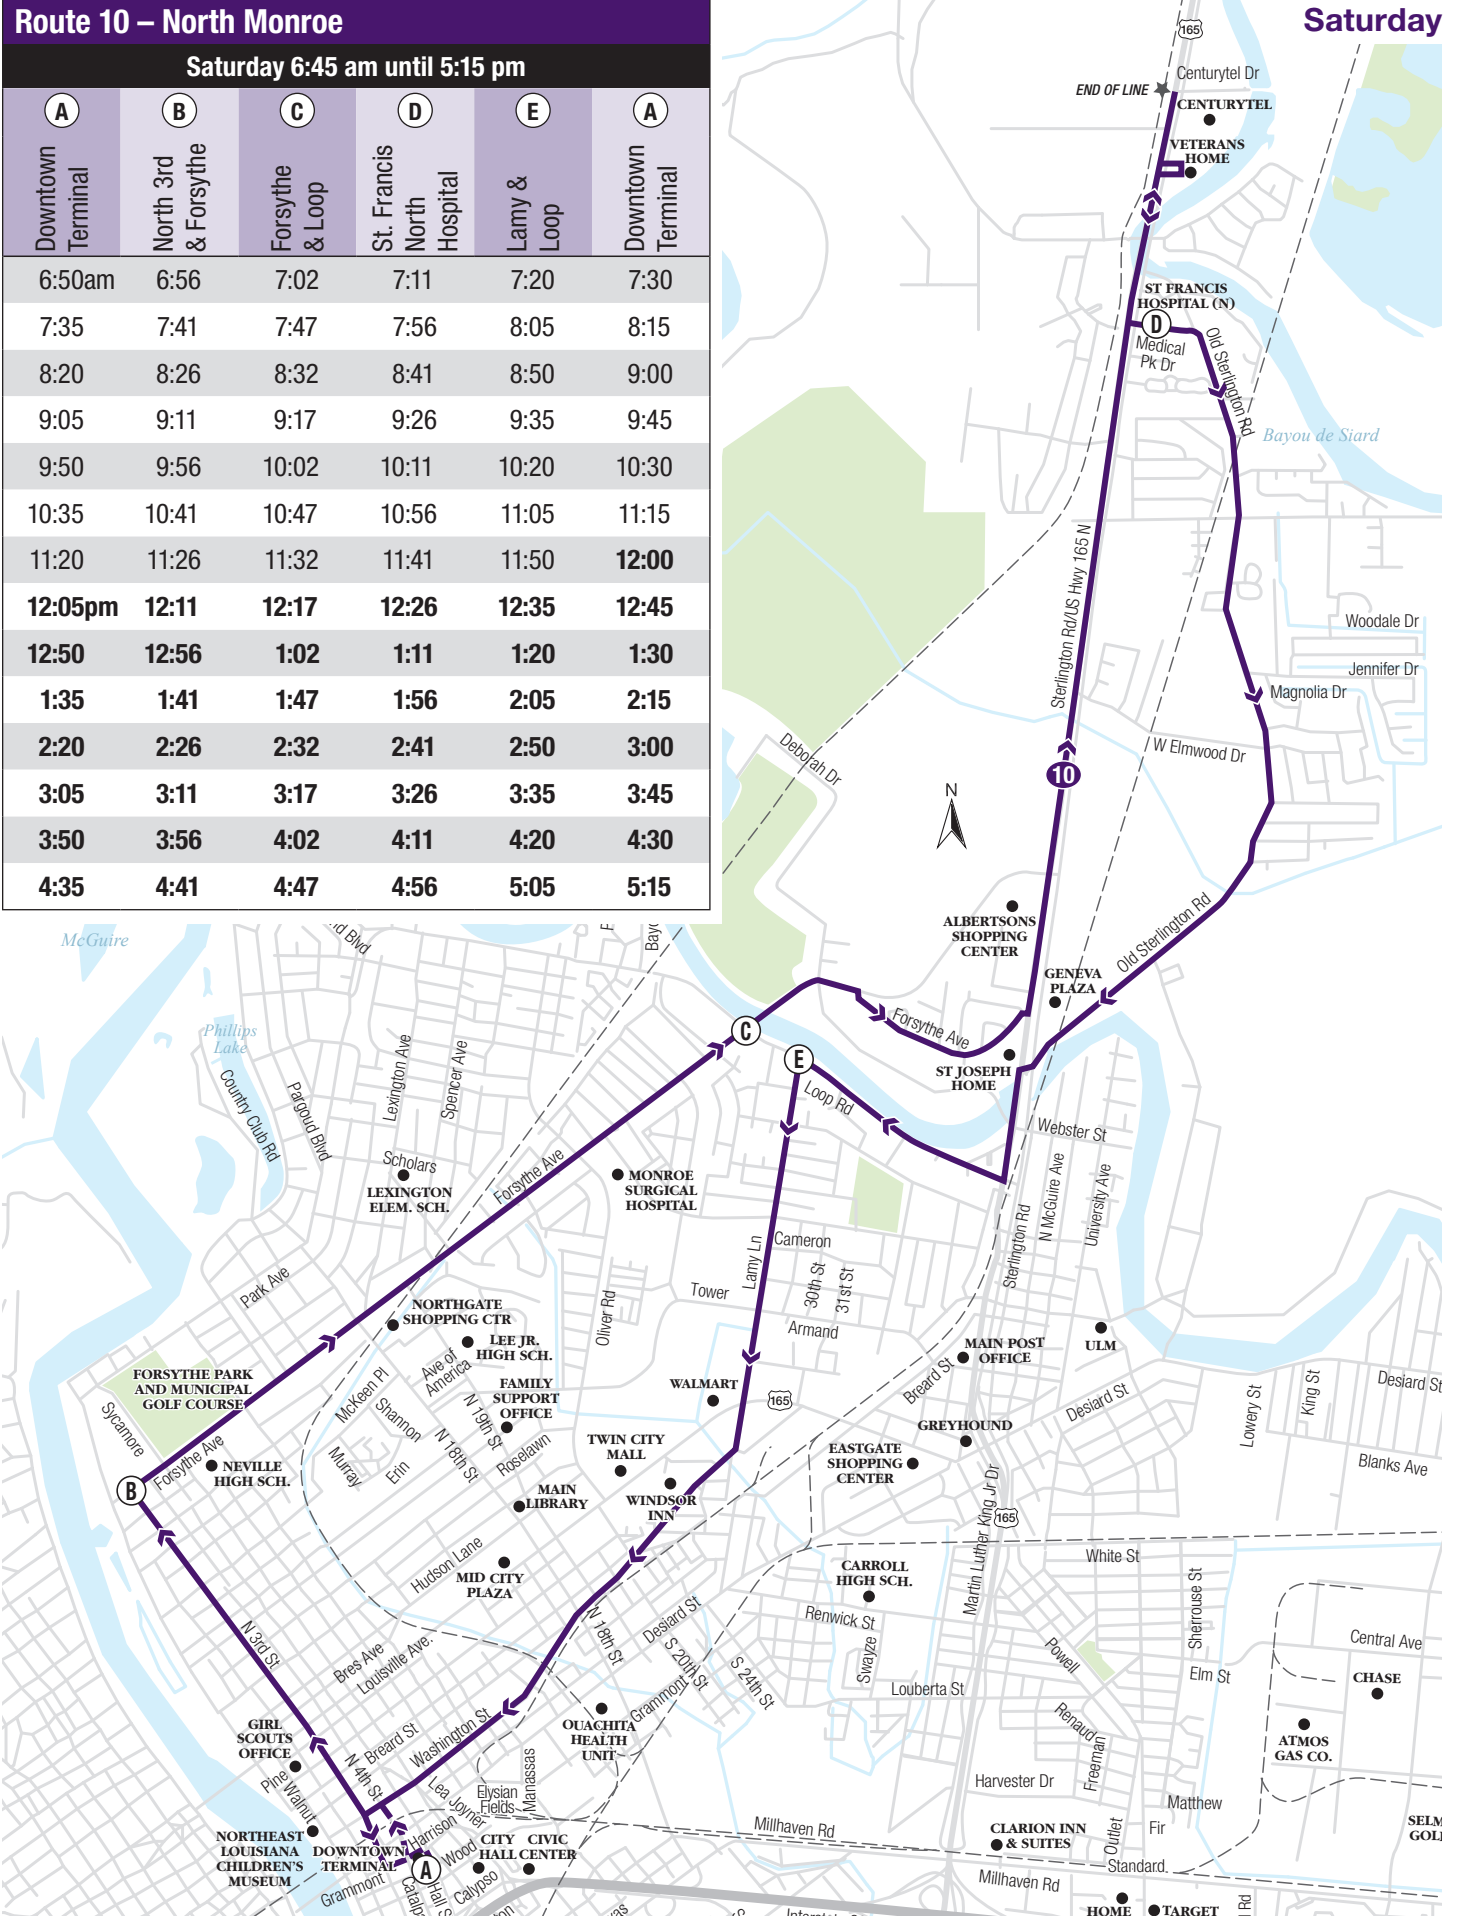 Route 10 – North Monroe
Saturday 6:45 am until 5:15 pm
A B C D E A
Downtown Terminal
North 3rd & Forsythe
Forsythe & Loop
St. Francis North Hospital
Lamy & Loop
Downtown Terminal
6:50am 6:56 7:02 7:11 7:20 7:30
7:35 7:41 7:47 7:56 8:05 8:15
8:20 8:26 8:32 8:41 8:50 9:00
9:05 9:11 9:17 9:26 9:35 9:45
9:50 9:56 10:02 10:11 10:20 10:30
10:35 10:41 10:47 10:56 11:05 11:15
11:20 11:26 11:32 11:41 11:50 12:00
12:05pm 12:11 12:17 12:26 12:35 12:45
12:50 12:56 1:02 1:11 1:20 1:30
1:35 1:41 1:47 1:56 2:05 2:15
2:20 2:26 2:32 2:41 2:50 3:00
3:05 3:11 3:17 3:26 3:35 3:45
3:50 3:56 4:02 4:11 4:20 4:30
4:35 4:41 4:47 4:56 5:05 5:15
Saturday
165
Centurytel Dr
END OF LINE
CENTURYTEL
VETERANS
HOME
ST FRANCIS
HOSPITAL (N)
D
Medical
Pk Dr
Old Sterlington Rd
Bayou de Siard
Sterlington Rd/US Hwy 165 N
Woodale Dr
Jennifer Dr
Magnolia Dr
W Elmwood Dr
Deborah Dr
10
N
ALBERTSONS
SHOPPING
CENTER
Old Sterlington Rd
GENEVA
PLAZA
McGuire
Phillips
Lake
C
Forsythe Ave
E
ST JOSEPH
HOME
Loop Rd
Country Club Rd
Pargoud Blvd
Lexington Ave
Spencer Ave
Webster St
N McGuire Ave
University Ave
Scholars
LEXINGTON
ELEM. SCH.
Forsythe Ave
MONROE
SURGICAL
HOSPITAL
Sterlington Rd
Cameron
Lamy Ln
30th St
31st St
Park Ave
Tower
Oliver Rd
Armand
NORTHGATE
SHOPPING CTR
LEE JR.
HIGH SCH.
MAIN POST
OFFICE
ULM
FORSYTHE PARK
AND MUNICIPAL
GOLF COURSE
Ave of
America
FAMILY
SUPPORT
OFFICE
WALMART
165
Breard St
Desiard St
Desiard St
King St
Lowery St
McKeen Pl
Shannon
N 19th St
N 18th St
Roselawn
Sycamore
Forsythe Ave
Murray
Erin
TWIN CITY
MALL
EASTGATE
SHOPPING
CENTER
GREYHOUND
Blanks Ave
B
NEVILLE
HIGH SCH.
MAIN
LIBRARY
WINDSOR
INN
Martin Luther King Jr Dr
165
Hudson Lane
MID CITY
PLAZA
CARROLL
HIGH SCH.
White St
Sherrouse St
N 3rd St
Bres Ave
Louisville Ave.
N 18th St
Desiard St
S 20th St
S 24th St
Renwick St
Swayze
Powell
Central Ave
Elm St
Louberta St
CHASE
GIRL
SCOUTS
OFFICE
Breard St
Washington St
Grammont
OUACHITA
HEALTH
UNIT
Renaud
Freeman
ATMOS
GAS CO.
Pine
Walnut
N 4th St
Lea Joyner
Elysian
Fields
Manassas
Harvester Dr
Matthew
Harrison
Wood
Millhaven Rd
Outlet
Fir
NORTHEAST
LOUISIANA
CHILDREN'S
MUSEUM
DOWNTOWN
TERMINAL
A
CITY
HALL
CIVIC
CENTER
CLARION INN
& SUITES
Standard
Grammont
Calypso
Millhaven Rd
HOME
TARGET
Rd